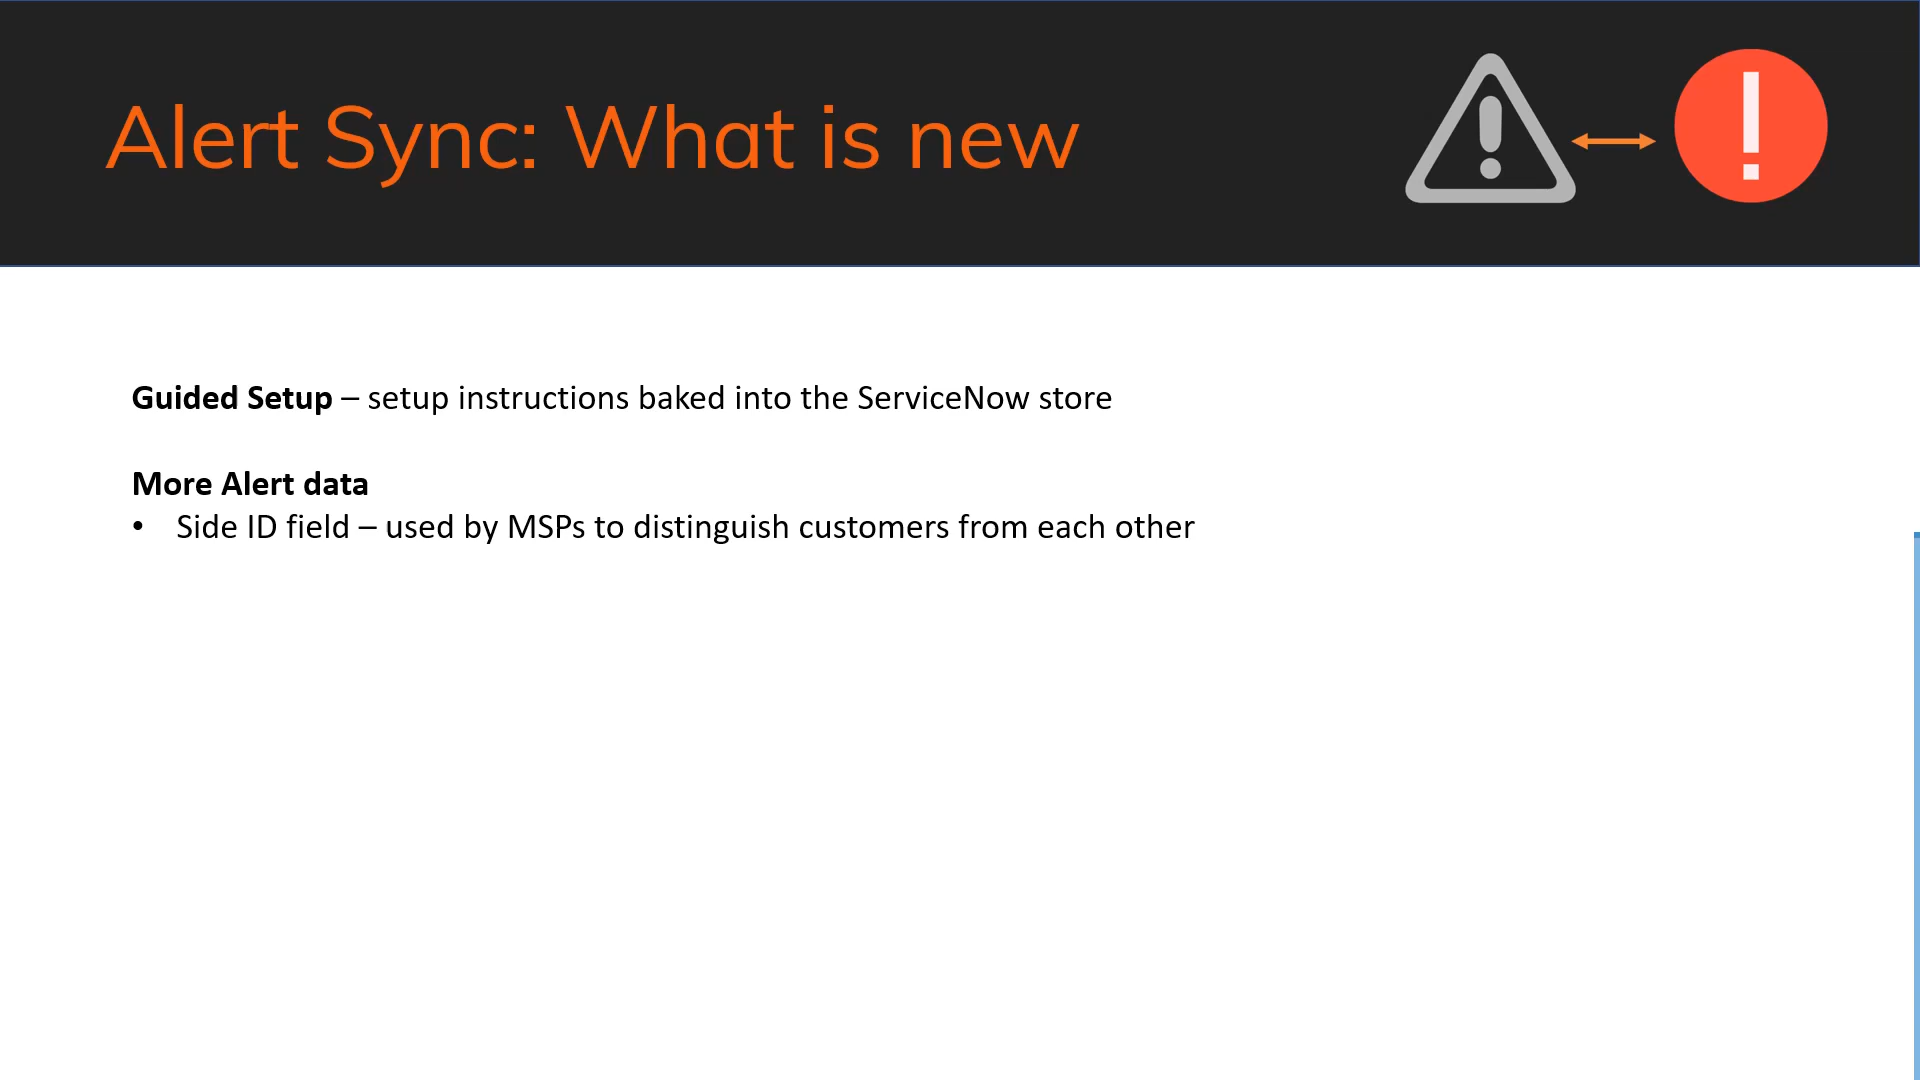 Alert Sync: What is new
Guided Setup – setup instructions baked into the ServiceNow store
More Alert data
• Side ID field – used by MSPs to distinguish customers from each other